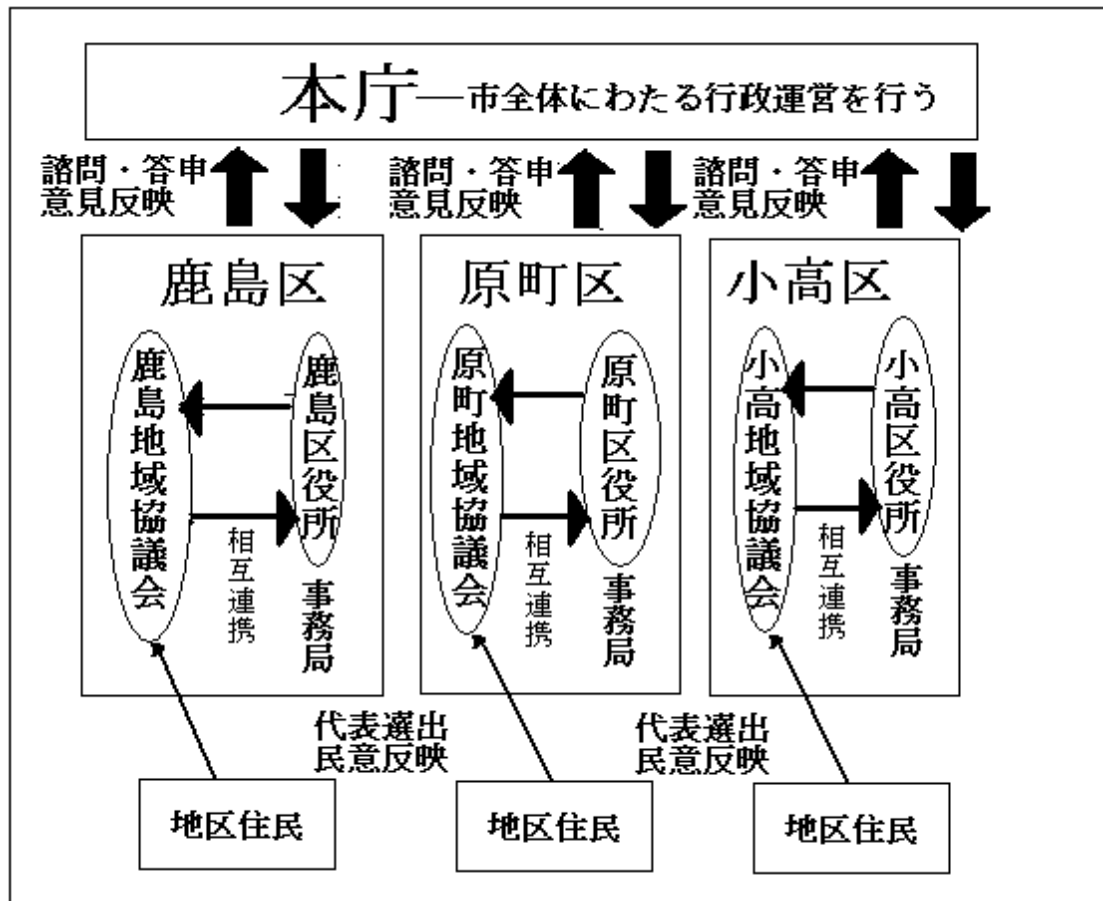 本庁──市全体にわたる行政運営を行う
諮問・答申
意見反映
諮問・答申
意見反映
諮問・答申
意見反映
鹿島区
鹿島地域協議会
鹿島区役所
相互連携
事務局
原町区
原町地域協議会
原町区役所
相互連携
事務局
小高区
小高地域協議会
小高区役所
相互連携
事務局
代表選出
民意反映
代表選出
民意反映
地区住民
地区住民
地区住民